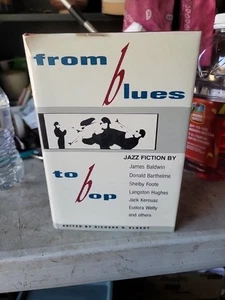 from blues
JAZZ FICTION BY
James Baldwin
Donald Barthelme
Shelby Foote
Langston Hughes
Jack Kerouac
Eudora Welty
and others
to bop
EDITED BY RICHARD N. ALBERT